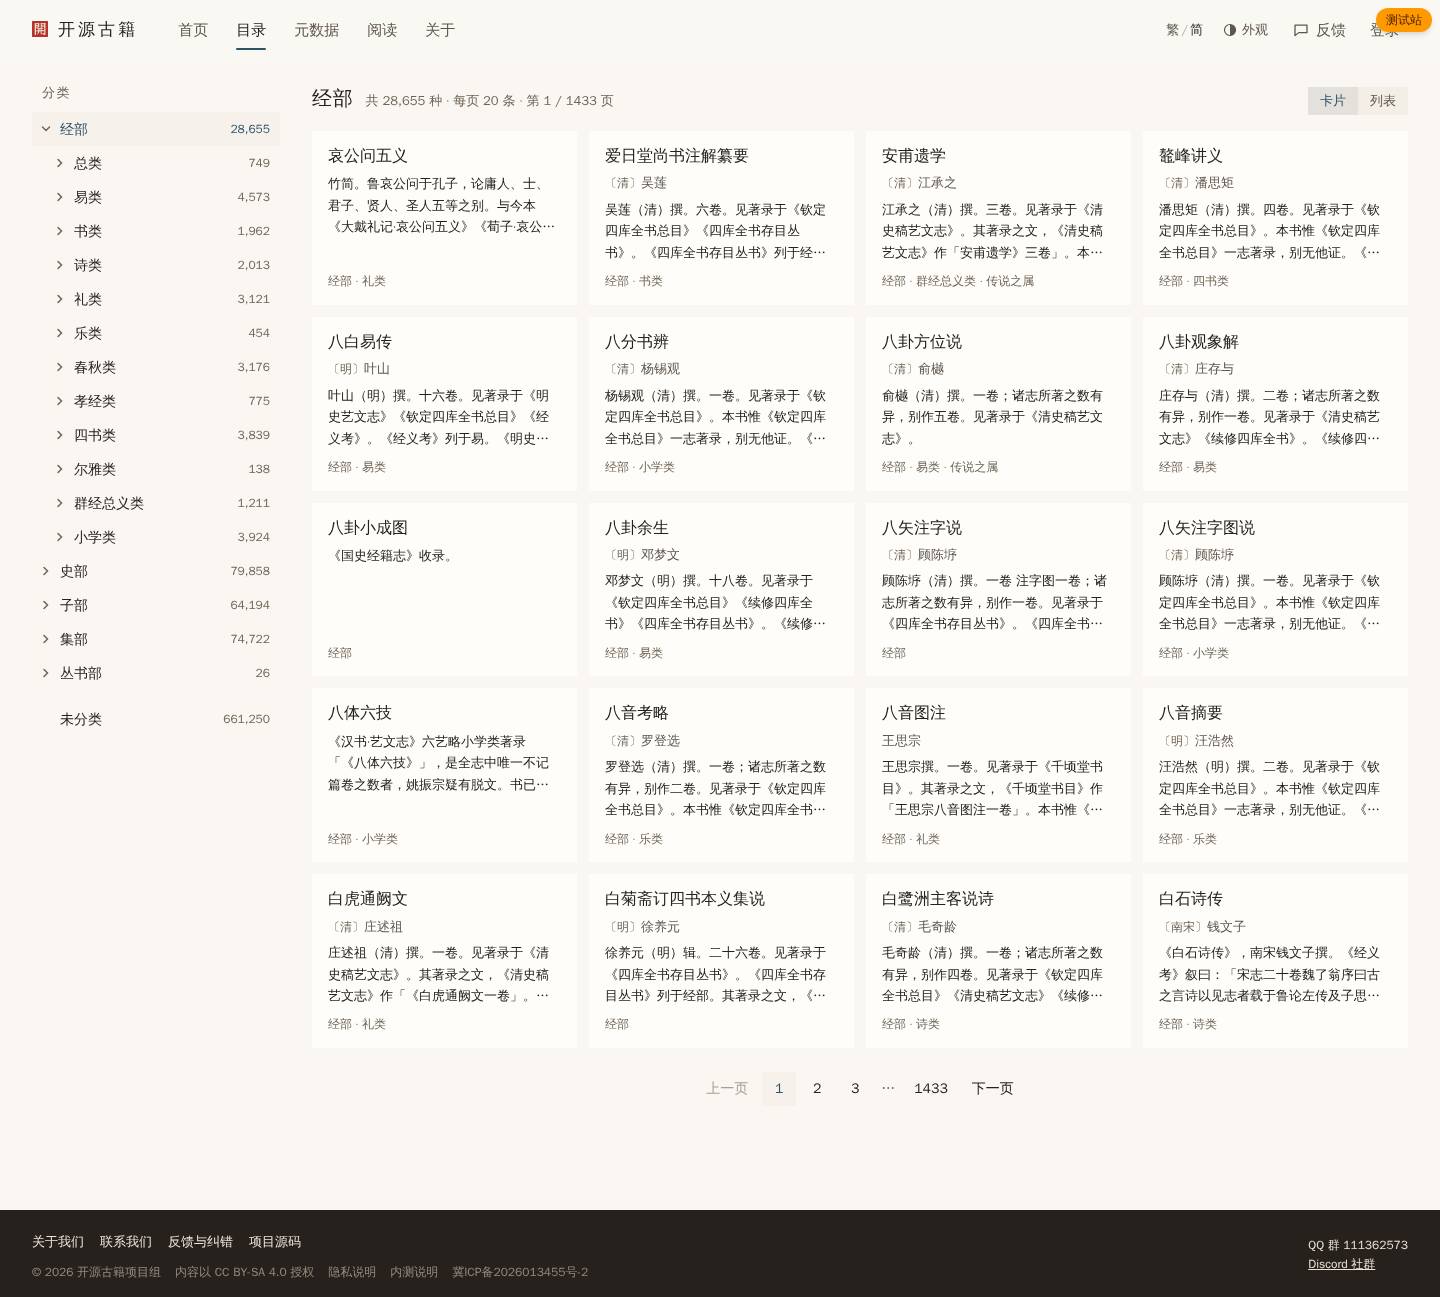 開 开源古籍 首页 目录 元数据 阅读 关于 繁 / 简 外观 反馈 测试站
分类
经部 28,655
总类 749
易类 4,573
书类 1,962
诗类 2,013
礼类 3,121
乐类 454
春秋类 3,176
孝经类 775
四书类 3,839
尔雅类 138
群经总义类 1,211
小学类 3,924
史部 79,858
子部 64,194
集部 74,722
丛书部 26
未分类 661,250
经部 共 28,655 种 · 每页 20 条 · 第 1 / 1433 页 卡片 列表
哀公问五义
竹简。鲁哀公问于孔子，论庸人、士、
君子、贤人、圣人五等之别。与今本
《大戴礼记·哀公问五义》《荀子·哀公…
经部 · 礼类
爱日堂尚书注解纂要
〔清〕吴莲
吴莲（清）撰。六卷。见著录于《钦定
四库全书总目》《四库全书存目丛
书》。《四库全书存目丛书》列于经…
经部 · 书类
安甫遗学
〔清〕江承之
江承之（清）撰。三卷。见著录于《清
史稿艺文志》。其著录之文，《清史稿
艺文志》作「安甫遗学》三卷」。本…
经部 · 群经总义类 · 传说之属
鳌峰讲义
〔清〕潘思矩
潘思矩（清）撰。四卷。见著录于《钦
定四库全书总目》。本书惟《钦定四库
全书总目》一志著录，别无他证。《…
经部 · 四书类
八白易传
〔明〕叶山
叶山（明）撰。十六卷。见著录于《明
史艺文志》《钦定四库全书总目》《经
义考》。《经义考》列于易。《明史…
经部 · 易类
八分书辨
〔清〕杨锡观
杨锡观（清）撰。一卷。见著录于《钦
定四库全书总目》。本书惟《钦定四库
全书总目》一志著录，别无他证。《…
经部 · 小学类
八卦方位说
〔清〕俞樾
俞樾（清）撰。一卷；诸志所著之数有
异，别作五卷。见著录于《清史稿艺文
志》。
经部 · 易类 · 传说之属
八卦观象解
〔清〕庄存与
庄存与（清）撰。二卷；诸志所著之数
有异，别作一卷。见著录于《清史稿艺
文志》《续修四库全书》。《续修四…
经部 · 易类
八卦小成图
《国史经籍志》收录。
经部
八卦余生
〔明〕邓梦文
邓梦文（明）撰。十八卷。见著录于
《钦定四库全书总目》《续修四库全
书》《四库全书存目丛书》。《续修…
经部 · 易类
八矢注字说
〔清〕顾陈垿
顾陈垿（清）撰。一卷 注字图一卷；诸
志所著之数有异，别作一卷。见著录于
《四库全书存目丛书》。《四库全书…
经部
八矢注字图说
〔清〕顾陈垿
顾陈垿（清）撰。一卷。见著录于《钦
定四库全书总目》。本书惟《钦定四库
全书总目》一志著录，别无他证。《…
经部 · 小学类
八体六技
《汉书·艺文志》六艺略小学类著录
「《八体六技》」，是全志中唯一不记
篇卷之数者，姚振宗疑有脱文。书已…
经部 · 小学类
八音考略
〔清〕罗登选
罗登选（清）撰。一卷；诸志所著之数
有异，别作二卷。见著录于《钦定四库
全书总目》。本书惟《钦定四库全书…
经部 · 乐类
八音图注
王思宗
王思宗撰。一卷。见著录于《千顷堂书
目》。其著录之文，《千顷堂书目》作
「王思宗八音图注一卷」。本书惟《…
经部 · 礼类
八音摘要
〔明〕汪浩然
汪浩然（明）撰。二卷。见著录于《钦
定四库全书总目》。本书惟《钦定四库
全书总目》一志著录，别无他证。《…
经部 · 乐类
白虎通阙文
〔清〕庄述祖
庄述祖（清）撰。一卷。见著录于《清
史稿艺文志》。其著录之文，《清史稿
艺文志》作「《白虎通阙文一卷」。…
经部 · 礼类
白菊斋订四书本义集说
〔明〕徐养元
徐养元（明）辑。二十六卷。见著录于
《四库全书存目丛书》。《四库全书存
目丛书》列于经部。其著录之文，《…
经部
白鹭洲主客说诗
〔清〕毛奇龄
毛奇龄（清）撰。一卷；诸志所著之数
有异，别作四卷。见著录于《钦定四库
全书总目》《清史稿艺文志》《续修…
经部 · 诗类
白石诗传
〔南宋〕钱文子
《白石诗传》，南宋钱文子撰。《经义
考》叙曰：「宋志二十卷魏了翁序曰古
之言诗以见志者载于鲁论左传及子思…
经部 · 诗类
上一页 1 2 3 … 1433 下一页
关于我们 联系我们 反馈与纠错 项目源码
© 2026 开源古籍项目组 内容以 CC BY-SA 4.0 授权 隐私说明 内测说明 冀ICP备2026013455号-2
QQ 群 111362573
Discord 社群